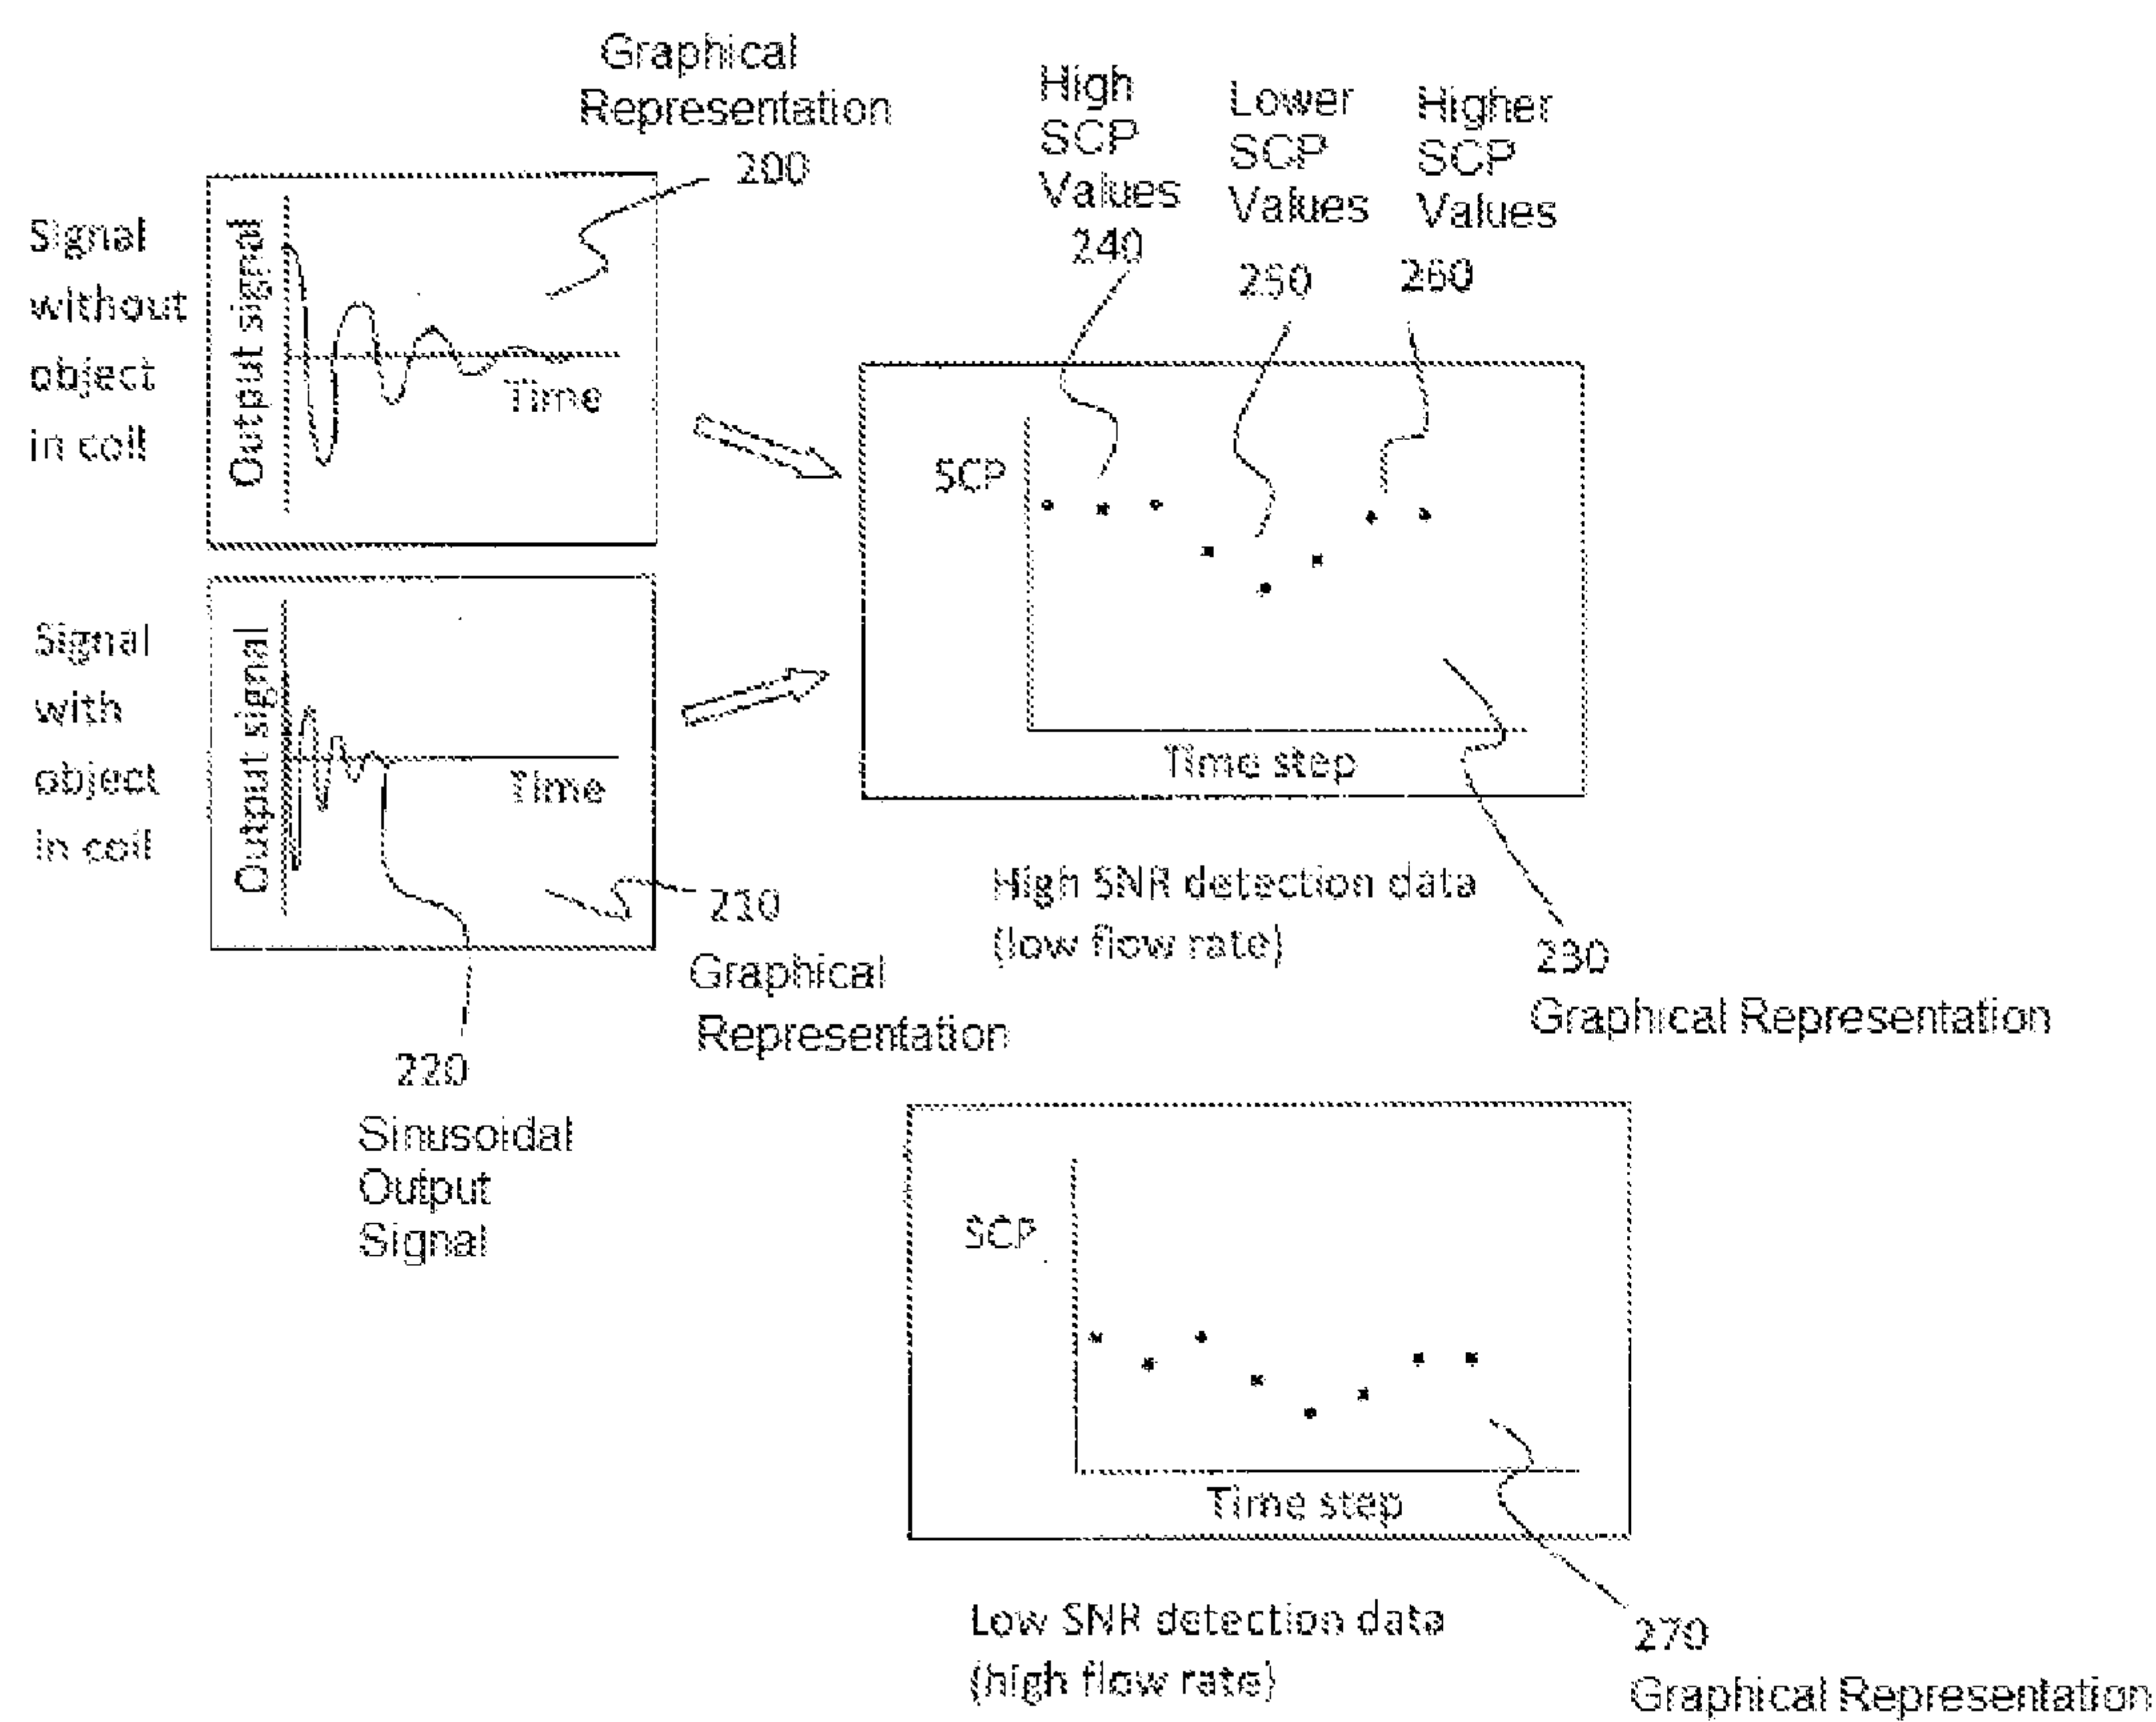 Graphical
Representation
200
High
SCP
Values
240
Lower
SCP
Values
250
Higher
SCP
Values
260
Signal
without
object
in coil
Output signal
Time
Signal
with
object
in coil
Output signal
Time
210
Graphical
Representation
220
Sinusoidal
Output
Signal
SCP
Time step
High SNR detection data
(low flow rate)
230
Graphical Representation
SCP
Time step
Low SNR detection data
(high flow rate)
270
Graphical Representation